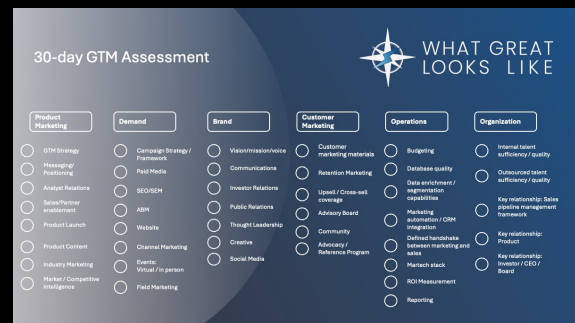 30-day GTM Assessment
WHAT GREAT
LOOKS LIKE
Product
Marketing
GTM Strategy
Messaging/
Positioning
Analyst Relations
Sales/Partner
enablement
Product Launch
Product Content
Industry Marketing
Market / Competitive
Intelligence
Demand
Campaign Strategy /
Framework
Paid Media
SEO/SEM
ABM
Website
Channel Marketing
Events:
Virtual / in person
Field Marketing
Brand
Vision/mission/voice
Communications
Investor Relations
Public Relations
Thought Leadership
Creative
Social Media
Customer
Marketing
Customer
marketing materials
Retention Marketing
Upsell / Cross-sell
coverage
Advisory Board
Community
Advocacy /
Reference Program
Operations
Budgeting
Database quality
Data enrichment /
segmentation
capabilities
Marketing
automation / CRM
integration
Defined handshake
between marketing and
sales
Martech stack
ROI Measurement
Reporting
Organization
Internal talent
sufficiency / quality
Outsourced talent
sufficiency / quality
Key relationship: Sales
pipeline management
framework
Key relationship:
Product
Key relationship:
Investor / CEO /
Board